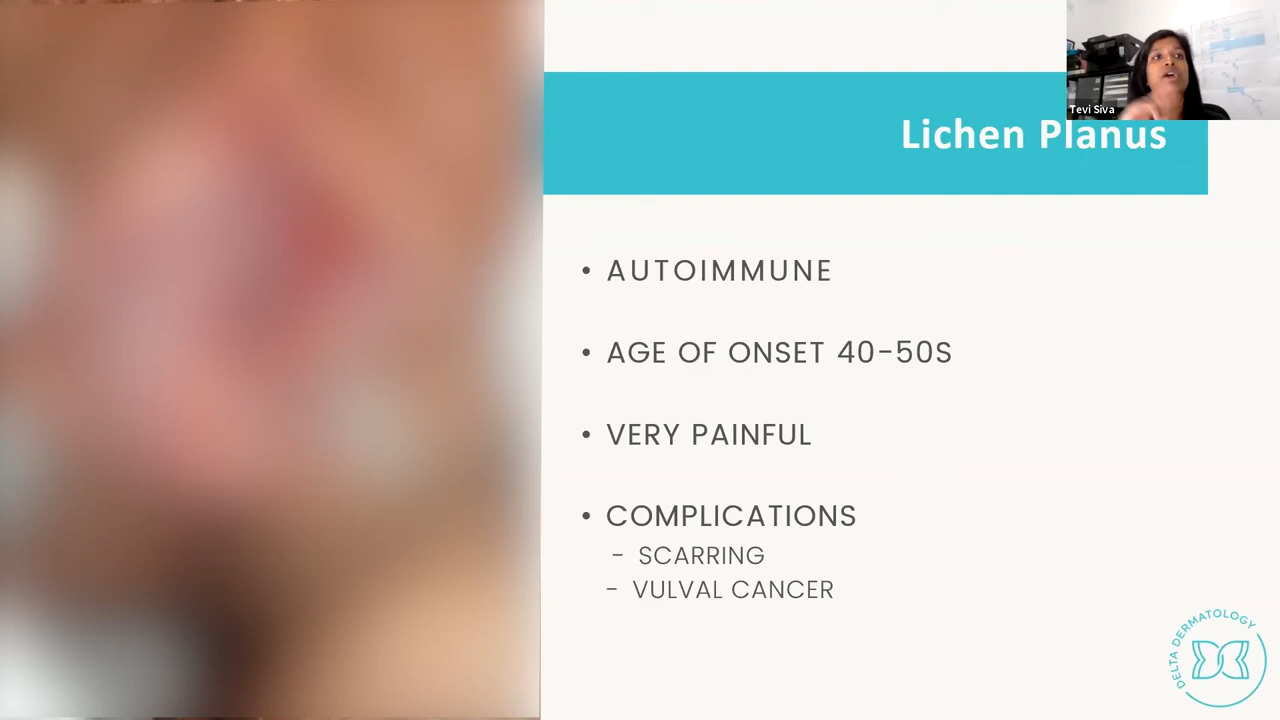 Tevi Siva
Lichen Planus
• AUTOIMMUNE
• AGE OF ONSET 40-50S
• VERY PAINFUL
• COMPLICATIONS
- SCARRING
- VULVAL CANCER
DELTA DERMATOLOGY